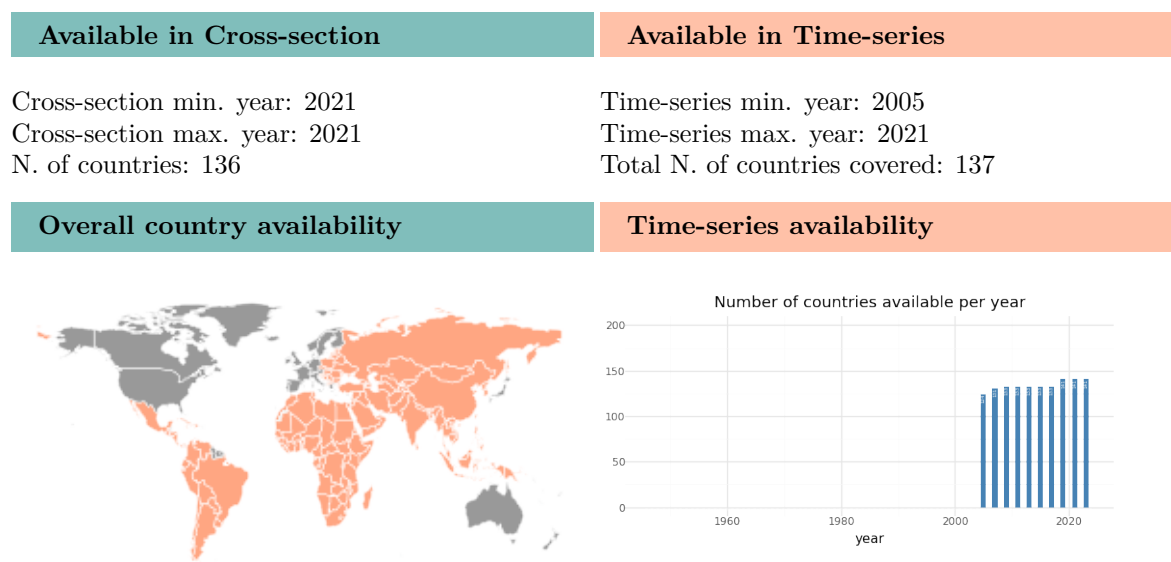 Available in Cross-section
Available in Time-series
Cross-section min. year: 2021
Cross-section max. year: 2021
N. of countries: 136
Time-series min. year: 2005
Time-series max. year: 2021
Total N. of countries covered: 137
Overall country availability
Time-series availability
Number of countries available per year
200
150
100
50
0
1960 1980 2000 2020
year